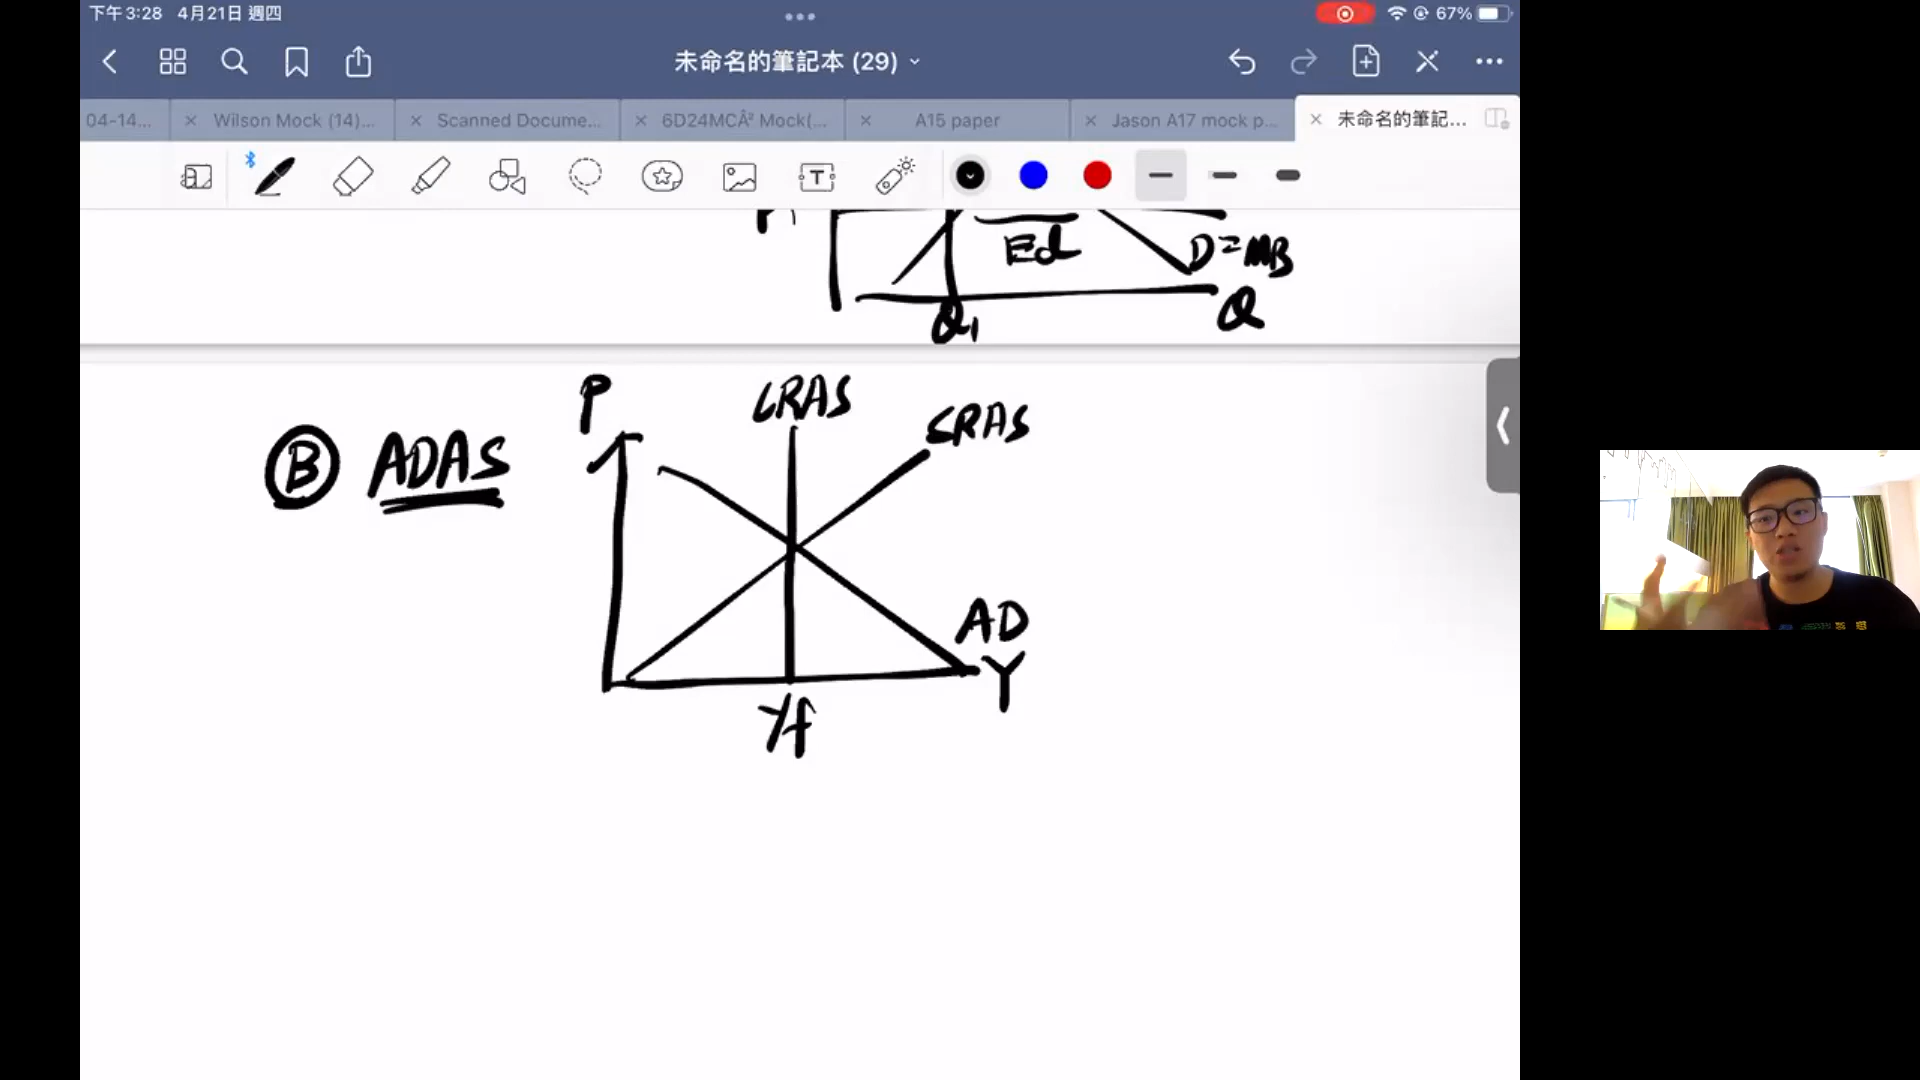 下午3:28 4月21日 週四
67%
未命名的筆記本 (29)
04-14...
Wilson Mock (14)...
Scanned Docume...
6D24MCÂ² Mock(...
A15 paper
Jason A17 mock p...
未命名的筆記...
T
Ed
D=MB
Q1
Q
P
LRAS
SRAS
B ADAS
AD
Y
Yf